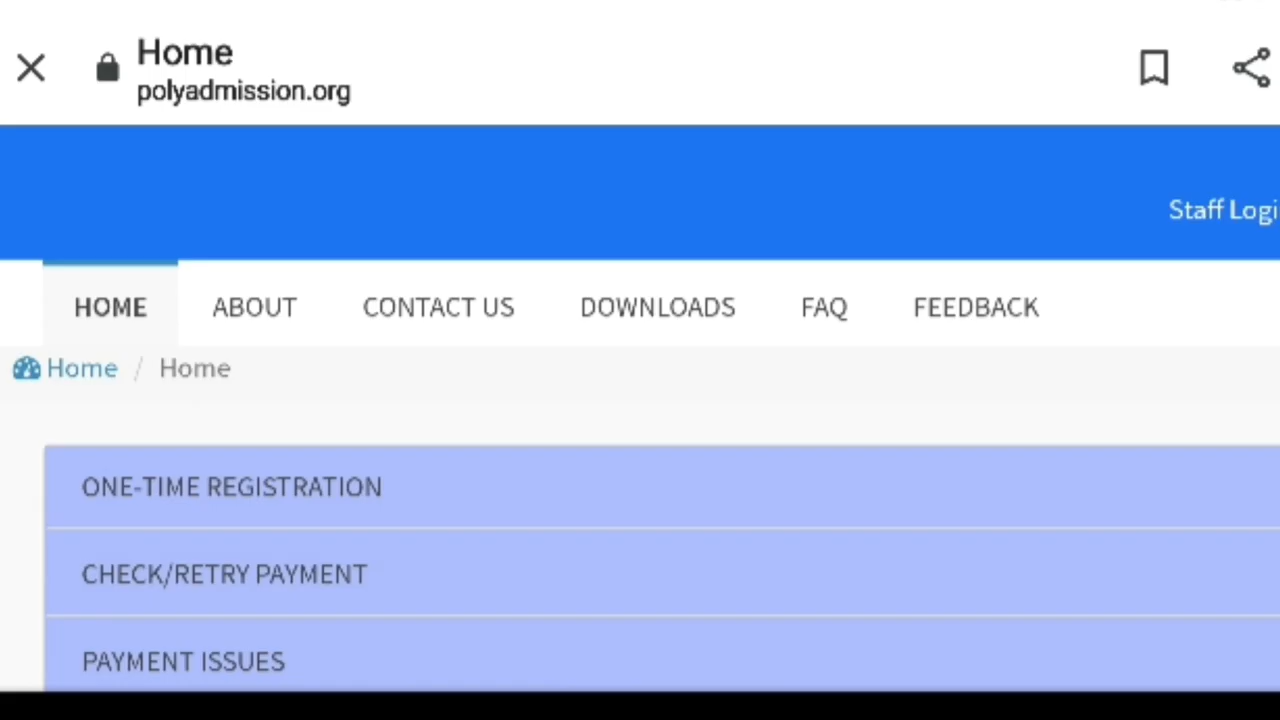 Home
polyadmission.org
Staff Logi
HOME ABOUT CONTACT US DOWNLOADS FAQ FEEDBACK
Home / Home
ONE-TIME REGISTRATION
CHECK/RETRY PAYMENT
PAYMENT ISSUES